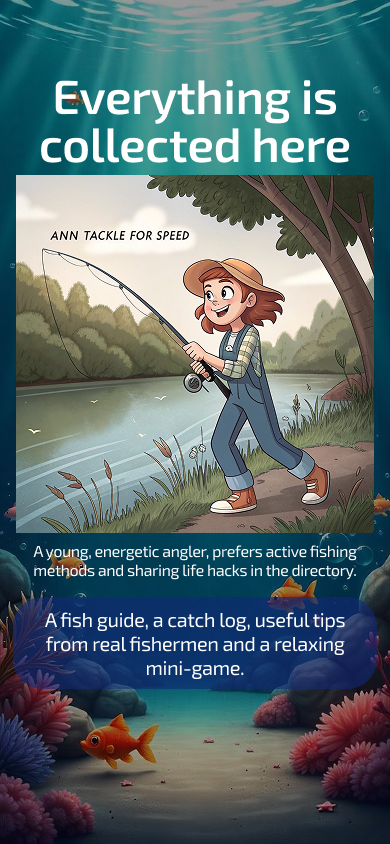 Everything is
collected here
ANN TACKLE FOR SPEED
A young, energetic angler, prefers active fishing
methods and sharing life hacks in the directory.
A fish guide, a catch log, useful tips
from real fishermen and a relaxing
mini-game.